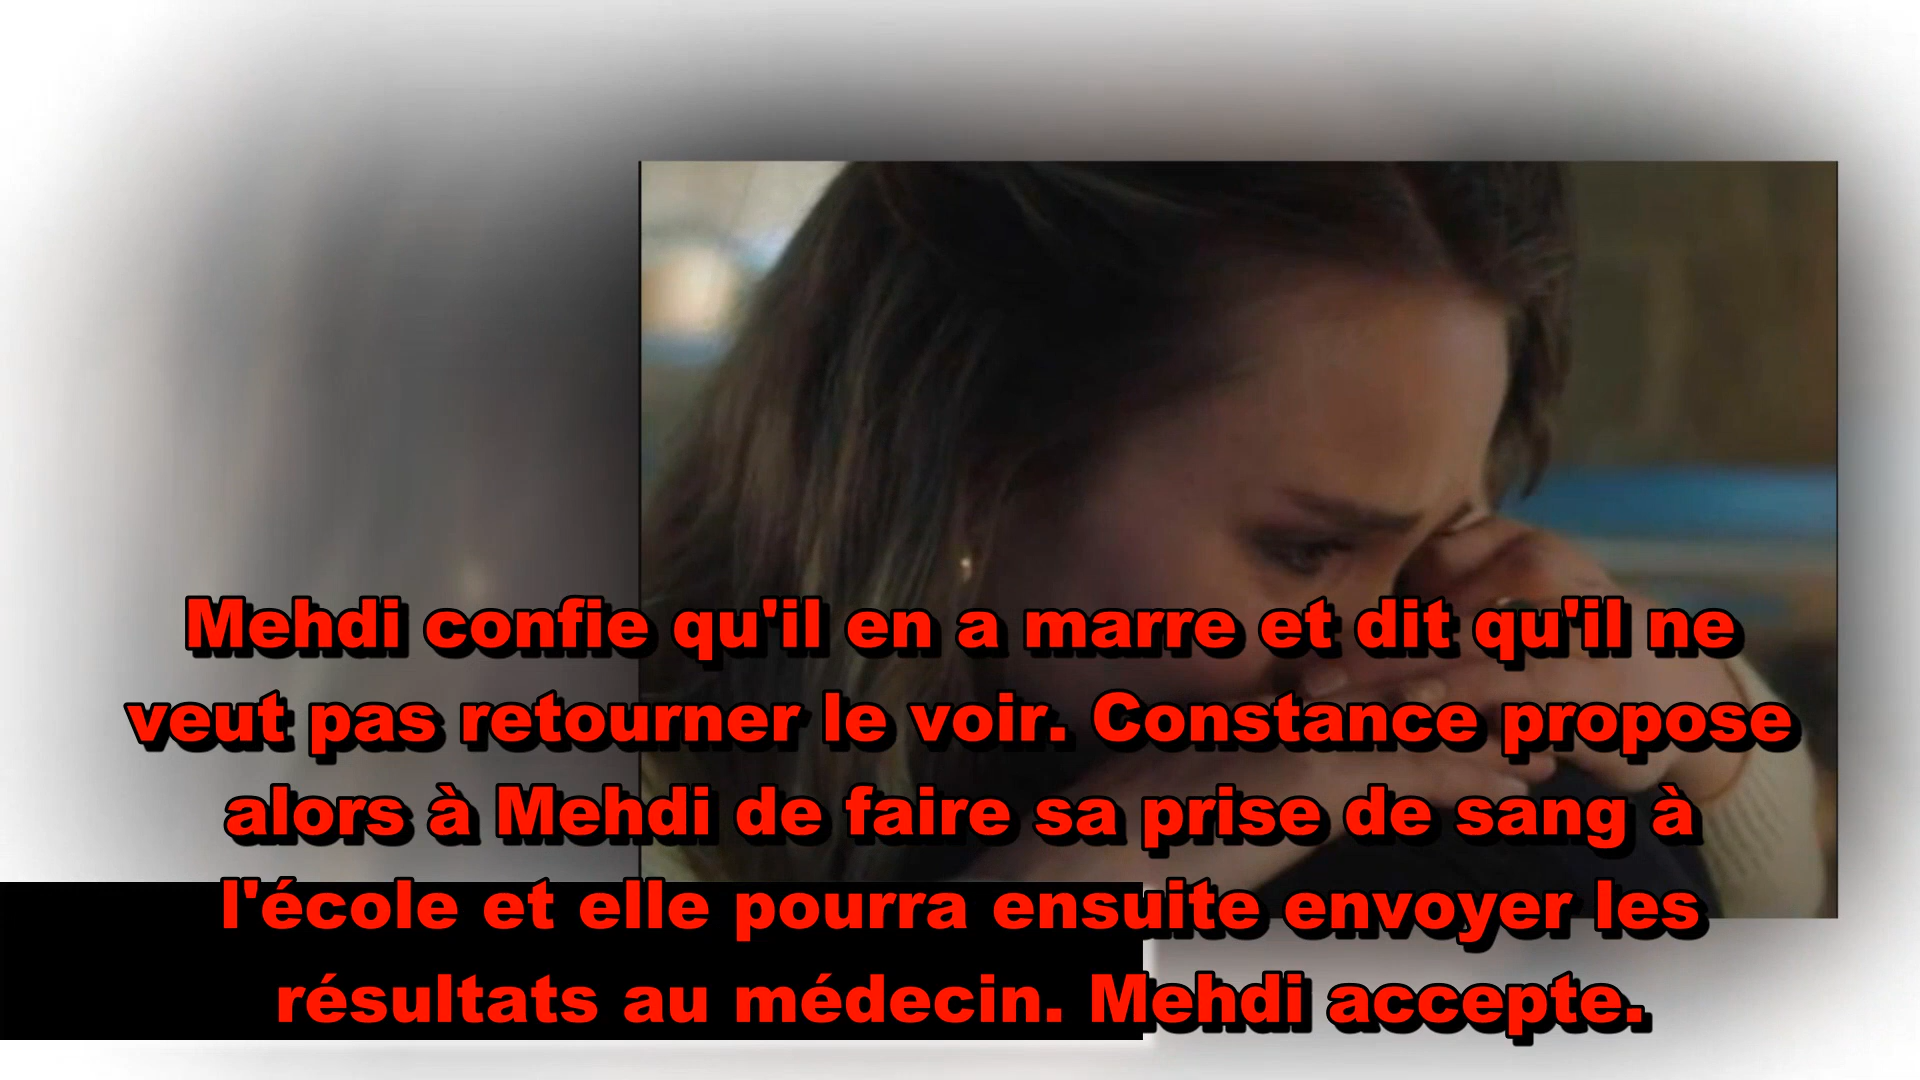 Mehdi confie qu'il en a marre et dit qu'il ne
veut pas retourner le voir. Constance propose
alors à Mehdi de faire sa prise de sang à
l'école et elle pourra ensuite envoyer les
résultats au médecin. Mehdi accepte.